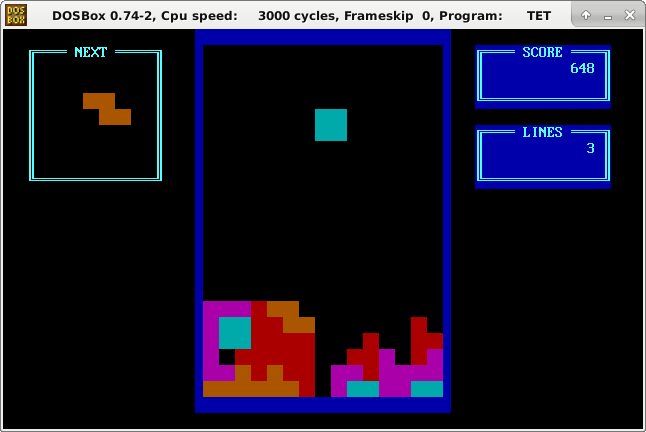 DOS
BOX
DOSBox 0.74-2, Cpu speed: 3000 cycles, Frameskip 0, Program: TET
NEXT
SCORE
648
LINES
3